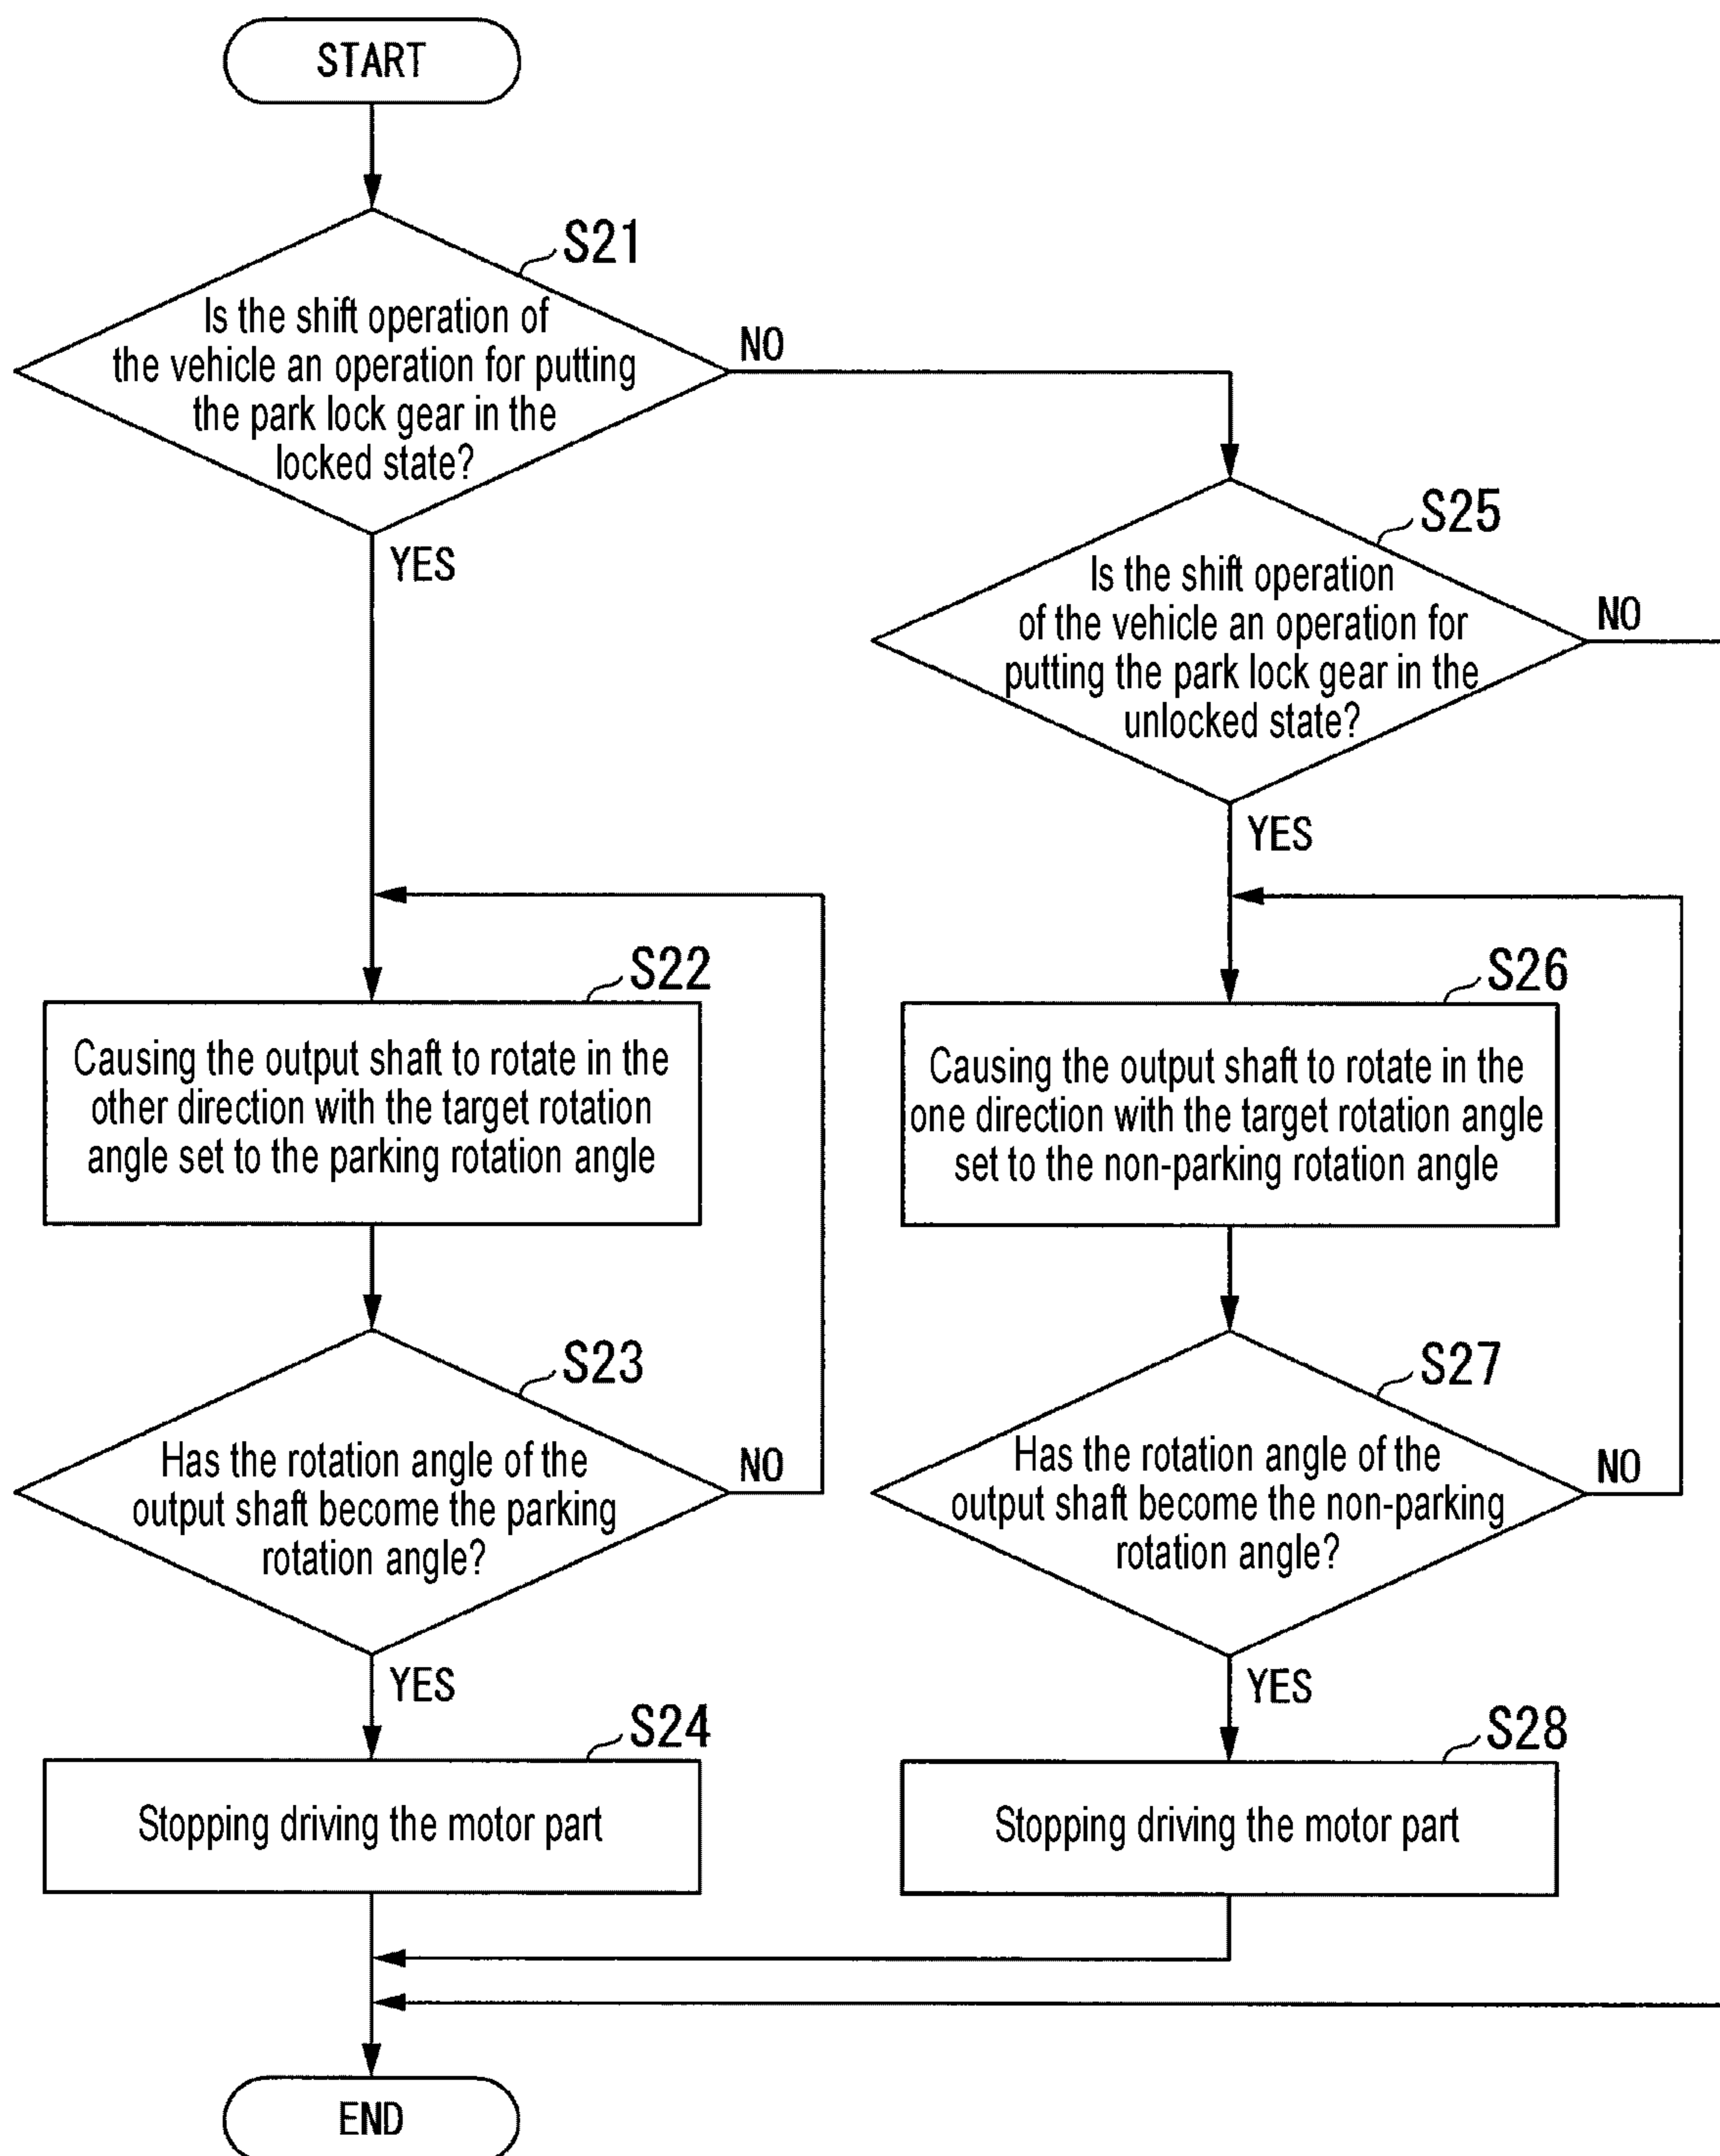 START
S21
Is the shift operation of
the vehicle an operation for putting
the park lock gear in the
locked state?
NO
YES
S25
Is the shift operation
of the vehicle an operation for
putting the park lock gear in the
unlocked state?
NO
YES
S22
Causing the output shaft to rotate in the
other direction with the target rotation
angle set to the parking rotation angle
S26
Causing the output shaft to rotate in the
one direction with the target rotation angle
set to the non-parking rotation angle
S23
Has the rotation angle of the
output shaft become the parking
rotation angle?
NO
YES
S27
Has the rotation angle of the
output shaft become the non-parking
rotation angle?
NO
YES
S24
Stopping driving the motor part
S28
Stopping driving the motor part
END